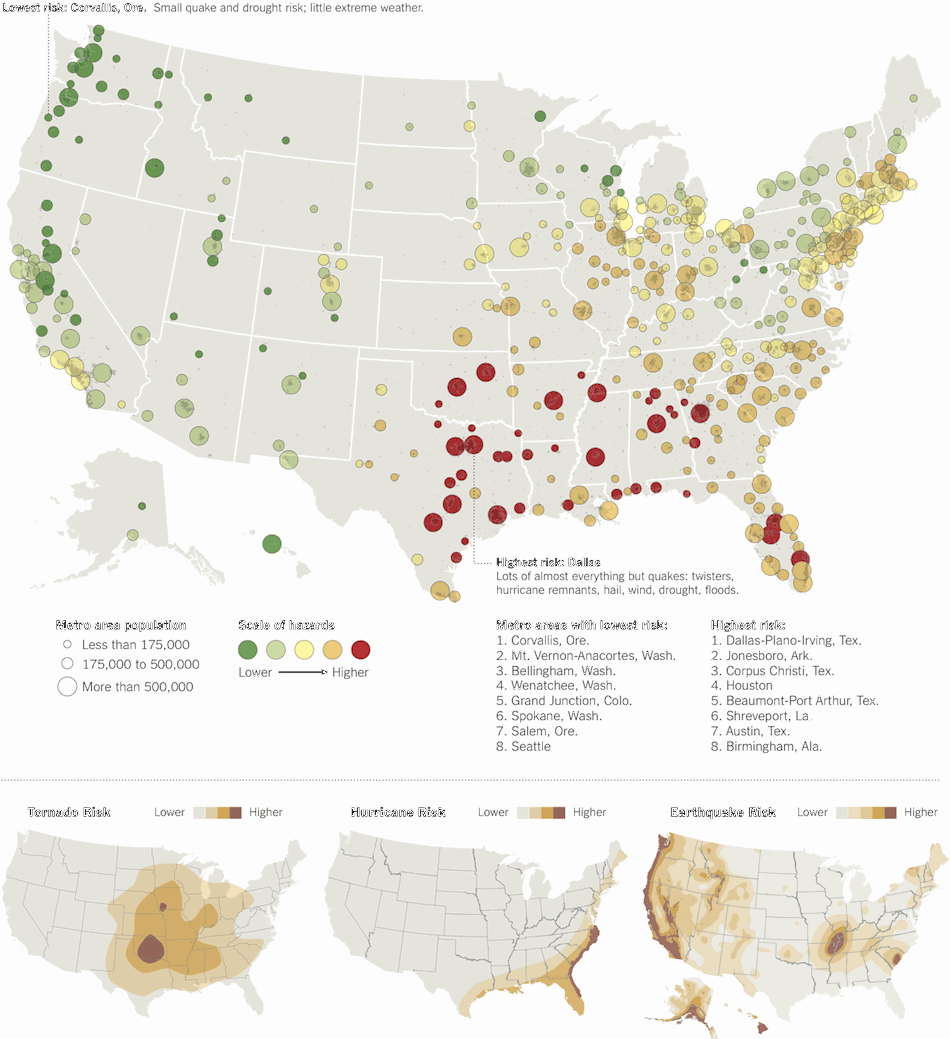 Lowest risk: Corvallis, Ore. Small quake and drought risk; little extreme weather.
Highest risk: Dallas
Lots of almost everything but quakes: twisters,
hurricane remnants, hail, wind, drought, floods.
Metro area population
Less than 175,000
175,000 to 500,000
More than 500,000
Scale of hazards
Lower Higher
Metro areas with lowest risk:
1. Corvallis, Ore.
2. Mt. Vernon-Anacortes, Wash.
3. Bellingham, Wash.
4. Wenatchee, Wash.
5. Grand Junction, Colo.
6. Spokane, Wash.
7. Salem, Ore.
8. Seattle
Highest risk:
1. Dallas-Plano-Irving, Tex.
2. Jonesboro, Ark.
3. Corpus Christi, Tex.
4. Houston
5. Beaumont-Port Arthur, Tex.
6. Shreveport, La.
7. Austin, Tex.
8. Birmingham, Ala.
Tornado Risk Lower Higher
Hurricane Risk Lower Higher
Earthquake Risk Lower Higher